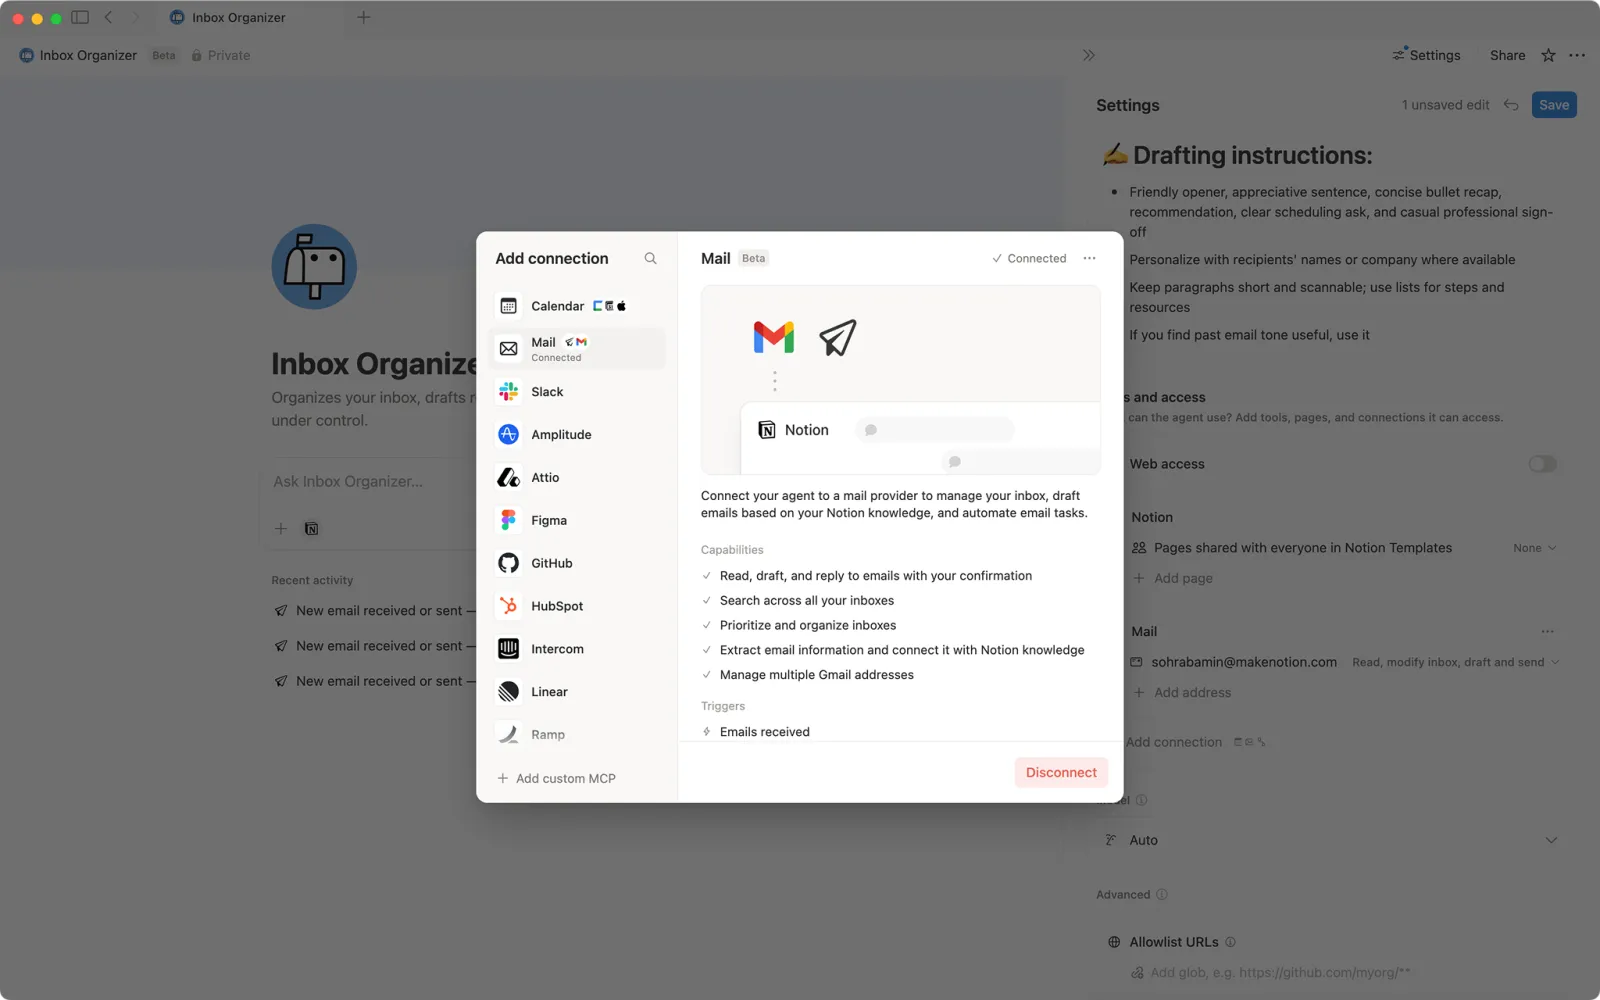 Inbox Organizer
Inbox Organizer Beta Private
Settings Share
Settings 1 unsaved edit Save
✍️ Drafting instructions:
• Friendly opener, appreciative sentence, concise bullet recap,
recommendation, clear scheduling ask, and casual professional sign-
off
Personalize with recipients' names or company where available
Keep paragraphs short and scannable; use lists for steps and
resources
If you find past email tone useful, use it
and access
can the agent use? Add tools, pages, and connections it can access.
Web access
Notion
Pages shared with everyone in Notion Templates None
Add page
Mail
sohrabamin@makenotion.com Read, modify inbox, draft and send
Add address
Add connection
Auto
Advanced
Allowlist URLs
Add glob, e.g. https://github.com/myorg/**
Inbox Organize
Organizes your inbox, drafts
under control.
Ask Inbox Organizer...
Recent activity
New email received or sent —
New email received or sent —
New email received or sent —
Add connection
Calendar
Mail
Connected
Slack
Amplitude
Attio
Figma
GitHub
HubSpot
Intercom
Linear
Ramp
Add custom MCP
Mail Beta
Connected
Notion
Connect your agent to a mail provider to manage your inbox, draft
emails based on your Notion knowledge, and automate email tasks.
Capabilities
Read, draft, and reply to emails with your confirmation
Search across all your inboxes
Prioritize and organize inboxes
Extract email information and connect it with Notion knowledge
Manage multiple Gmail addresses
Triggers
Emails received
Disconnect